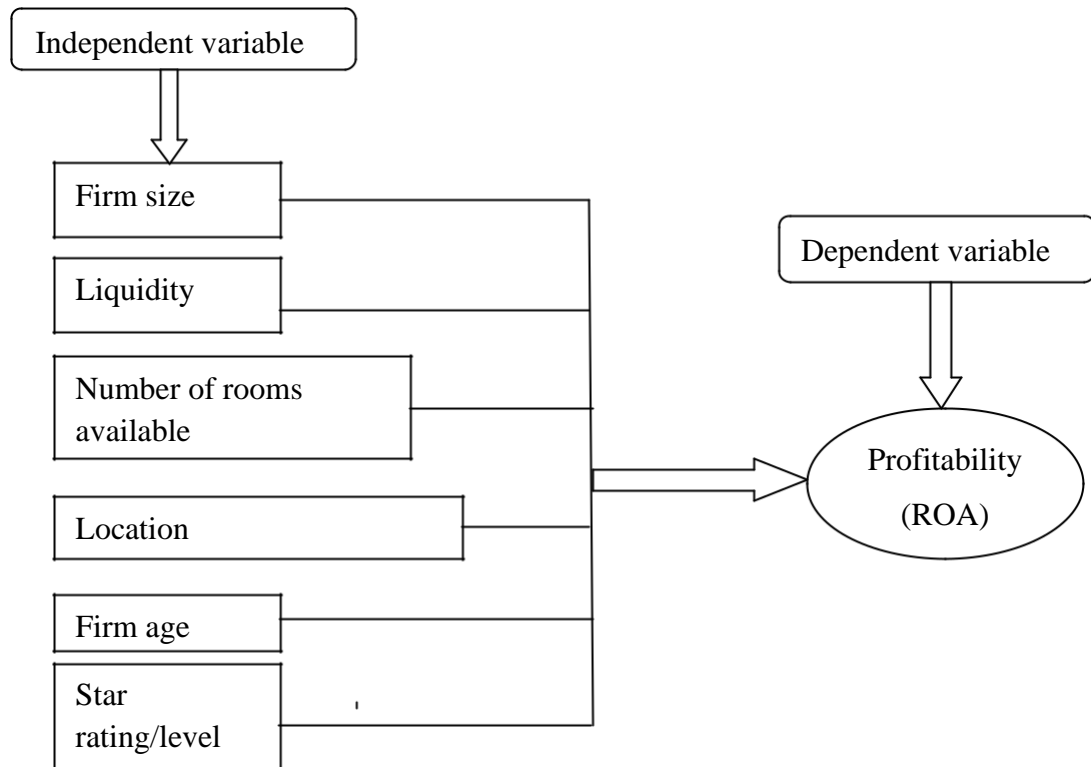 Independent variable
Firm size
Liquidity
Number of rooms
available
Location
Firm age
Star
rating/level
Dependent variable
Profitability
(ROA)